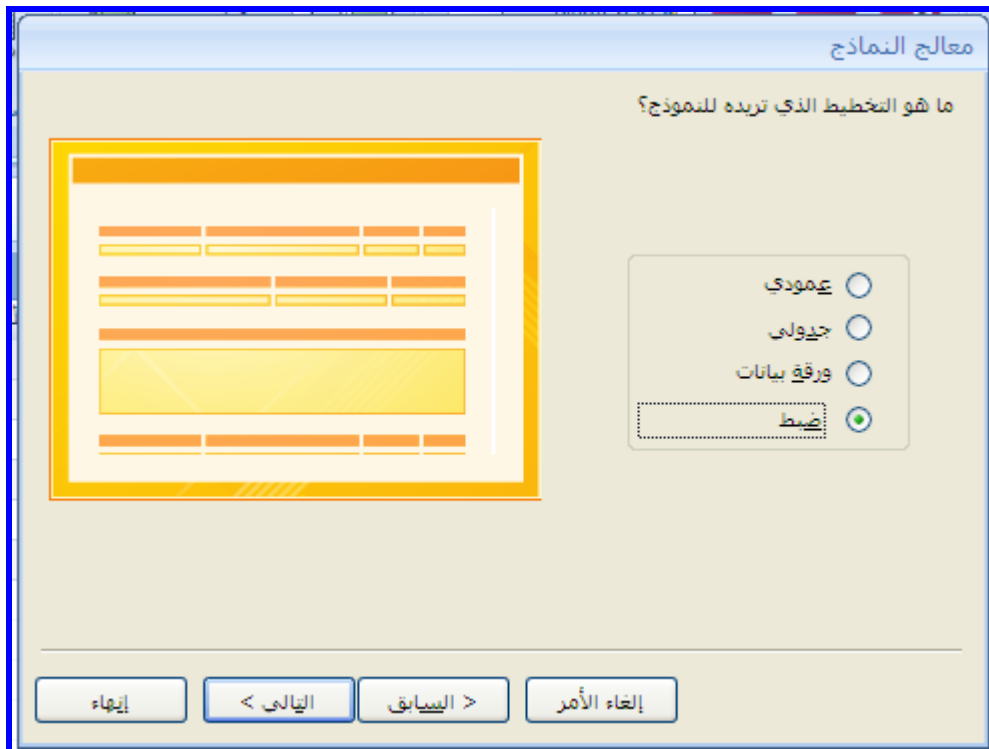 معالج النماذج
ما هو التخطيط الذي تريده للنموذج؟
عمودي
جدولي
ورقة بيانات
ضبط
إلغاء الأمر
< السابق
التالي >
إنهاء